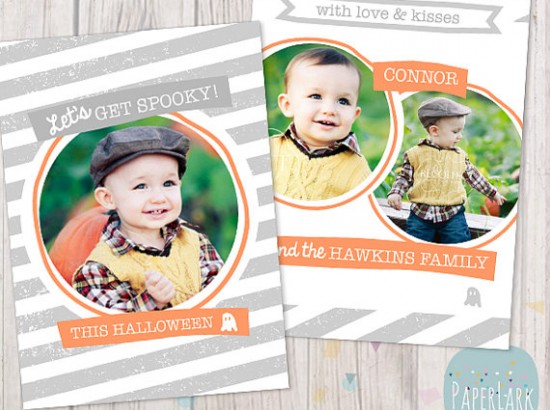 Let's GET SPOOKY!
THIS HALLOWEEN
with love & kisses
CONNOR
and the HAWKINS FAMILY
PAPERLARK